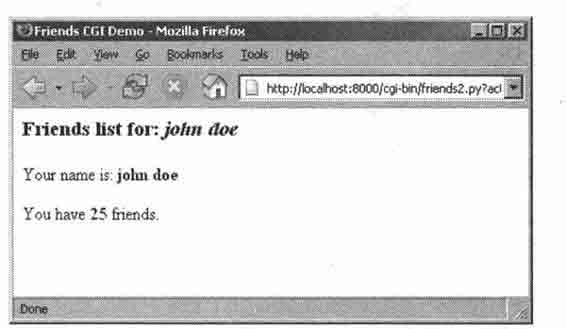 Friends CGI Demo - Mozilla Firefox
File Edit View Go Bookmarks Tools Help
http://localhost:8000/cgi-bin/friends2.py?act
Friends list for: john doe
Your name is: john doe
You have 25 friends.
Done